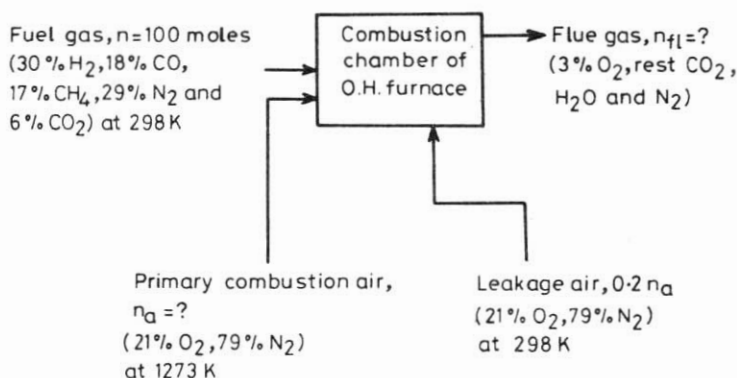 Fuel gas, n=100 moles
(30%H₂,18% CO,
17%CH₄,29% N₂ and
6% CO₂) at 298 K
Combustion
chamber of
O.H. furnace
Flue gas, nfl=?
(3% O₂,rest CO₂,
H₂O and N₂)
Primary combustion air,
nₐ=?
(21% O₂,79% N₂)
at 1273 K
Leakage air, 0·2 nₐ
(21% O₂,79% N₂)
at 298 K